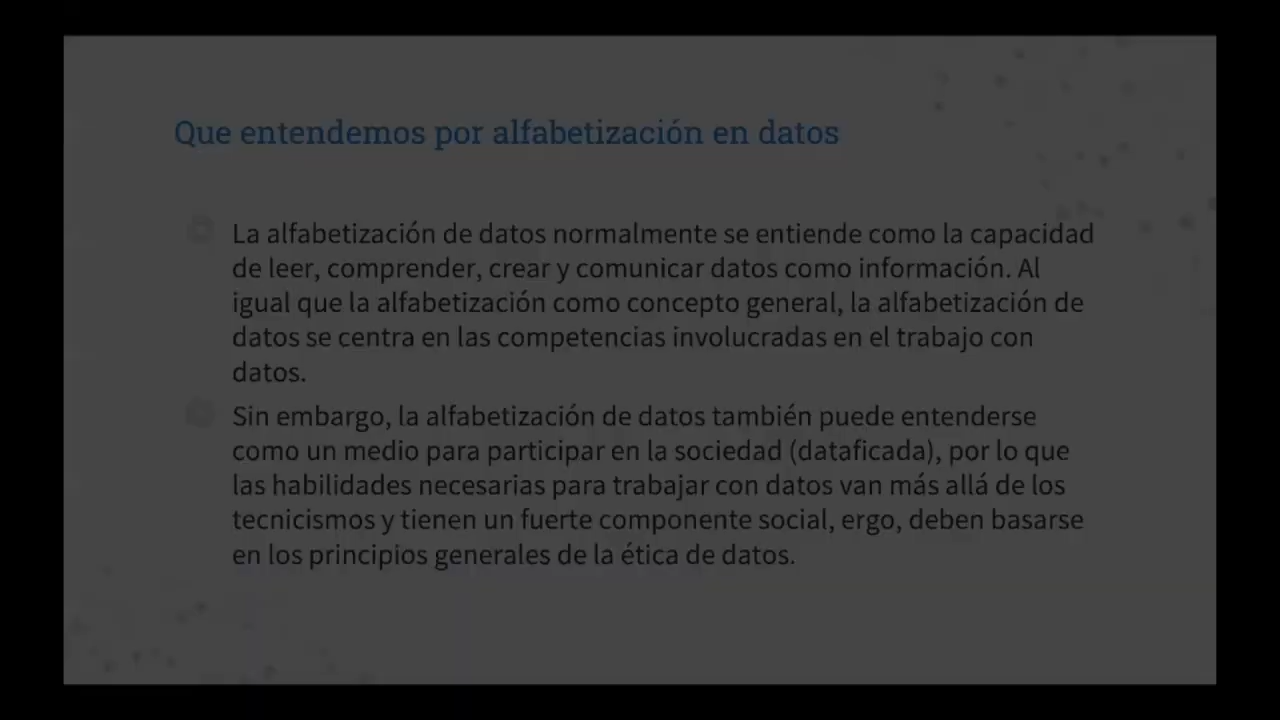 Que entendemos por alfabetización en datos
La alfabetización de datos normalmente se entiende como la capacidad
de leer, comprender, crear y comunicar datos como información. Al
igual que la alfabetización como concepto general, la alfabetización de
datos se centra en las competencias involucradas en el trabajo con
datos.
Sin embargo, la alfabetización de datos también puede entenderse
como un medio para participar en la sociedad (dataficada), por lo que
las habilidades necesarias para trabajar con datos van más allá de los
tecnicismos y tienen un fuerte componente social, ergo, deben basarse
en los principios generales de la ética de datos.